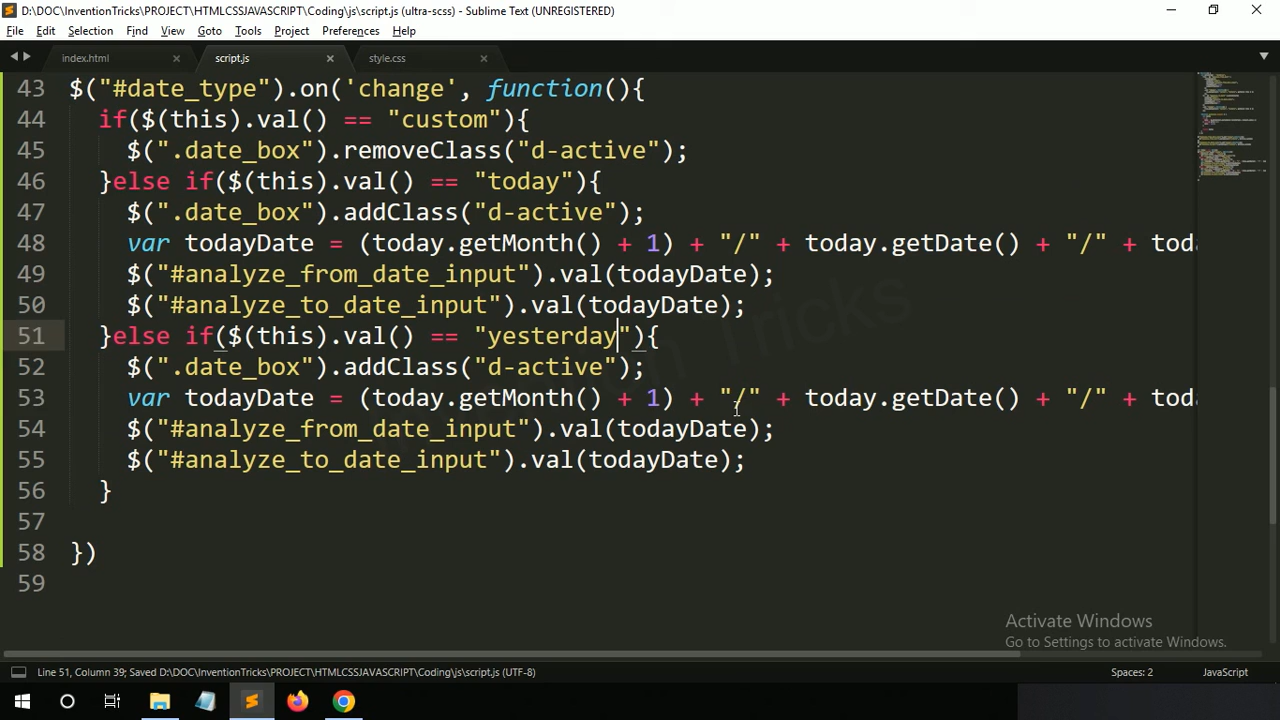 D:\DOC\InventionTricks\PROJECT\HTMLCSSJAVASCRIPT\Coding\js\script.js (ultra-scss) - Sublime Text (UNREGISTERED)
File Edit Selection Find View Goto Tools Project Preferences Help
index.html script.js style.css
43 $("#date_type").on('change', function(){
44 if($(this).val() == "custom"){
45 $(".date_box").removeClass("d-active");
46 }else if($(this).val() == "today"){
47 $(".date_box").addClass("d-active");
48 var todayDate = (today.getMonth() + 1) + "/" + today.getDate() + "/" + tod
49 $("#analyze_from_date_input").val(todayDate);
50 $("#analyze_to_date_input").val(todayDate);
51 }else if($(this).val() == "yesterday"){
52 $(".date_box").addClass("d-active");
53 var todayDate = (today.getMonth() + 1) + "/" + today.getDate() + "/" + tod
54 $("#analyze_from_date_input").val(todayDate);
55 $("#analyze_to_date_input").val(todayDate);
56 }
57
58 })
59
Activate Windows
Go to Settings to activate Windows.
Line 51, Column 39; Saved D:\DOC\InventionTricks\PROJECT\HTMLCSSJAVASCRIPT\Coding\js\script.js (UTF-8) Spaces: 2 JavaScript